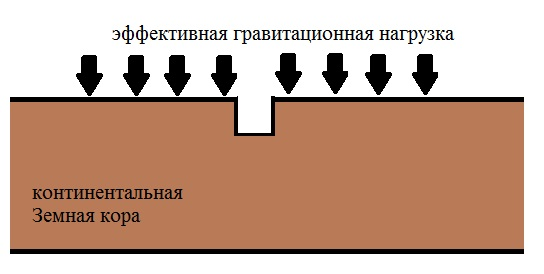 эффективная гравитационная нагрузка
континентальная
Земная кора